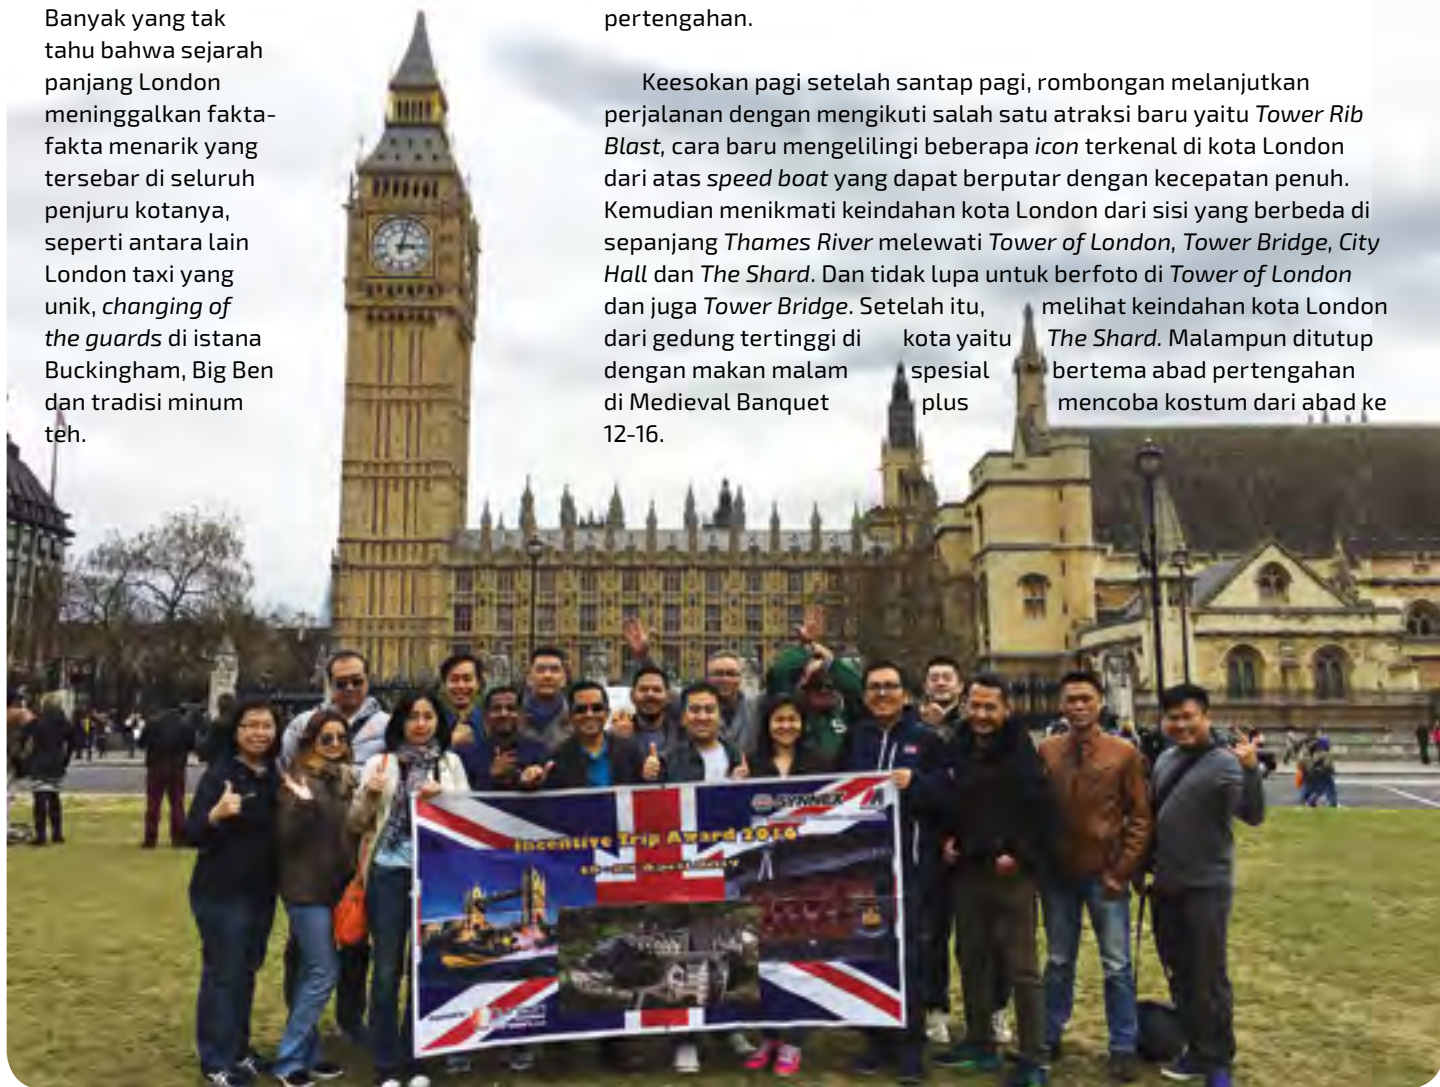 Banyak yang tak
tahu bahwa sejarah
panjang London
meninggalkan fakta-
fakta menarik yang
tersebar di seluruh
penjuru kotanya,
seperti antara lain
London taxi yang
unik, changing of
the guards di istana
Buckingham, Big Ben
dan tradisi minum
teh.
pertengahan.
Keesokan pagi setelah santap pagi, rombongan melanjutkan
perjalanan dengan mengikuti salah satu atraksi baru yaitu Tower Rib
Blast, cara baru mengelilingi beberapa icon terkenal di kota London
dari atas speed boat yang dapat berputar dengan kecepatan penuh.
Kemudian menikmati keindahan kota London dari sisi yang berbeda di
sepanjang Thames River melewati Tower of London, Tower Bridge, City
Hall dan The Shard. Dan tidak lupa untuk berfoto di Tower of London
dan juga Tower Bridge. Setelah itu, melihat keindahan kota London
dari gedung tertinggi di kota yaitu The Shard. Malampun ditutup
dengan makan malam spesial bertema abad pertengahan
di Medieval Banquet plus mencoba kostum dari abad ke
12-16.
SYNNEX
Incentive Trip Award 2016